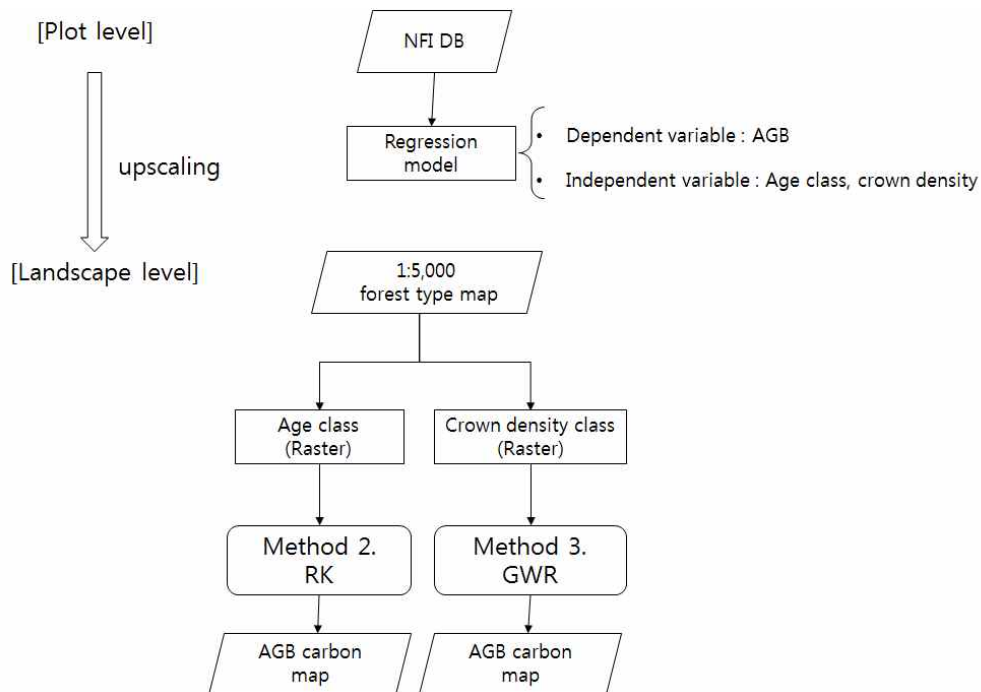 [Plot level]
NFI DB
Regression
model
• Dependent variable : AGB
• Independent variable : Age class, crown density
upscaling
[Landscape level]
1:5,000
forest type map
Age class
(Raster)
Crown density class
(Raster)
Method 2.
RK
Method 3.
GWR
AGB carbon
map
AGB carbon
map